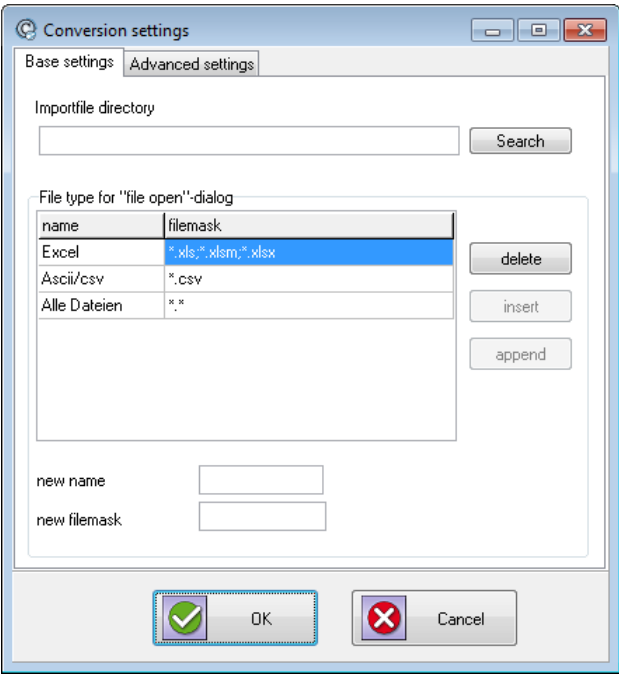 Conversion settings
Base settings Advanced settings
Importfile directory
Search
File type for "file open"-dialog
name filemask
Excel *.xls;*.xlsm;*.xlsx
delete
Ascii/csv *.csv
Alle Dateien *.*
insert
append
new name
new filemask
OK Cancel